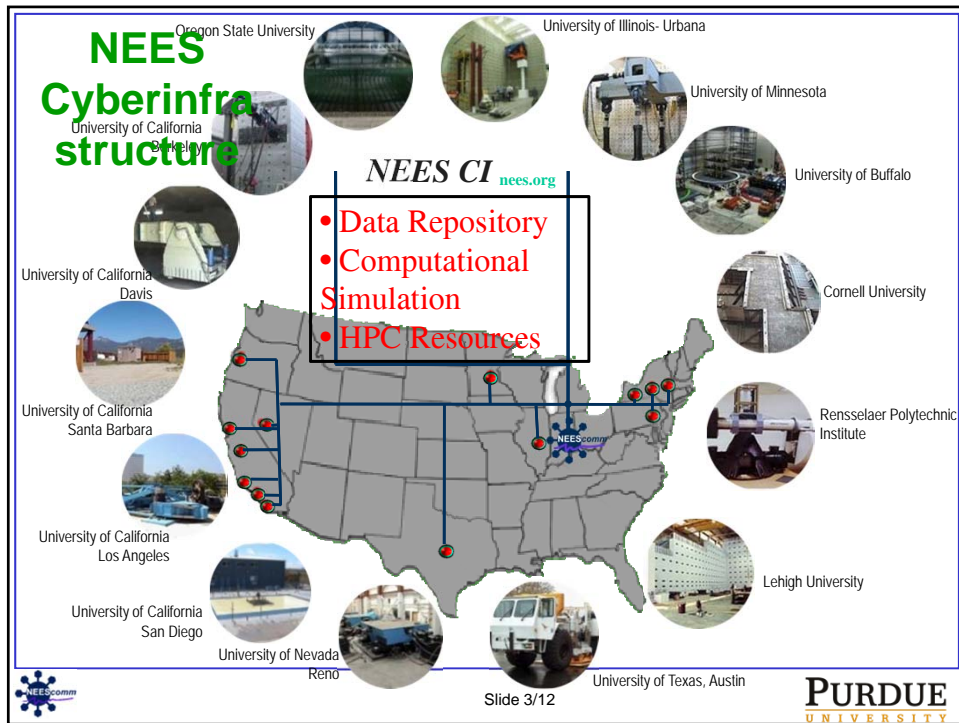 NEES
Cyberinfra
structure
Oregon State University
University of Illinois- Urbana
University of Minnesota
University of Buffalo
Cornell University
Rensselaer Polytechnic
Institute
Lehigh University
University of Texas, Austin
University of Nevada
Reno
University of California
San Diego
University of California
Los Angeles
University of California
Santa Barbara
University of California
Davis
University of California
Berkeley
NEES CI nees.org
• Data Repository
• Computational
Simulation
• HPC Resources
NEEScomm
NEEScomm
Slide 3/12
PURDUE
UNIVERSITY